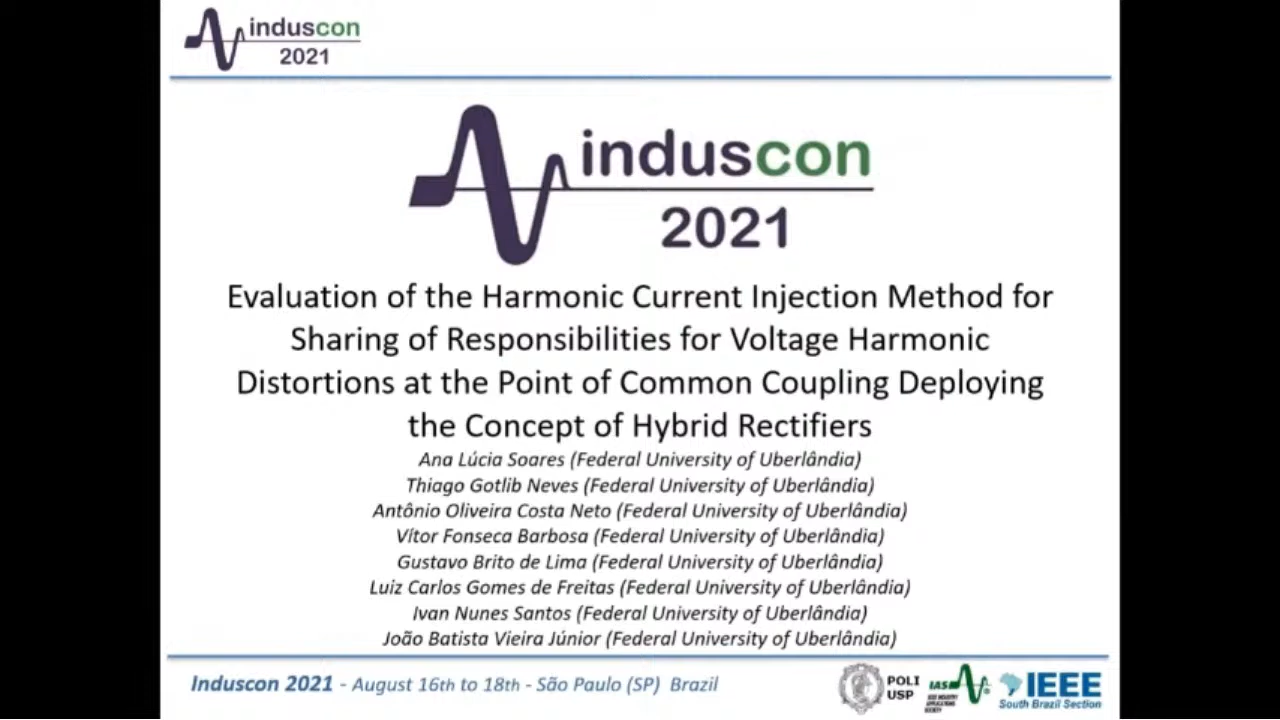 induscon
2021
induscon
2021
Evaluation of the Harmonic Current Injection Method for
Sharing of Responsibilities for Voltage Harmonic
Distortions at the Point of Common Coupling Deploying
the Concept of Hybrid Rectifiers
Ana Lúcia Soares (Federal University of Uberlândia)
Thiago Gotlib Neves (Federal University of Uberlândia)
Antônio Oliveira Costa Neto (Federal University of Uberlândia)
Vítor Fonseca Barbosa (Federal University of Uberlândia)
Gustavo Brito de Lima (Federal University of Uberlândia)
Luiz Carlos Gomes de Freitas (Federal University of Uberlândia)
Ivan Nunes Santos (Federal University of Uberlândia)
João Batista Vieira Júnior (Federal University of Uberlândia)
Induscon 2021 - August 16th to 18th - São Paulo (SP) Brazil
POLI
USP
IAS
IEEE INDUSTRY
APPLICATIONS
SOCIETY
IEEE
South Brazil Section